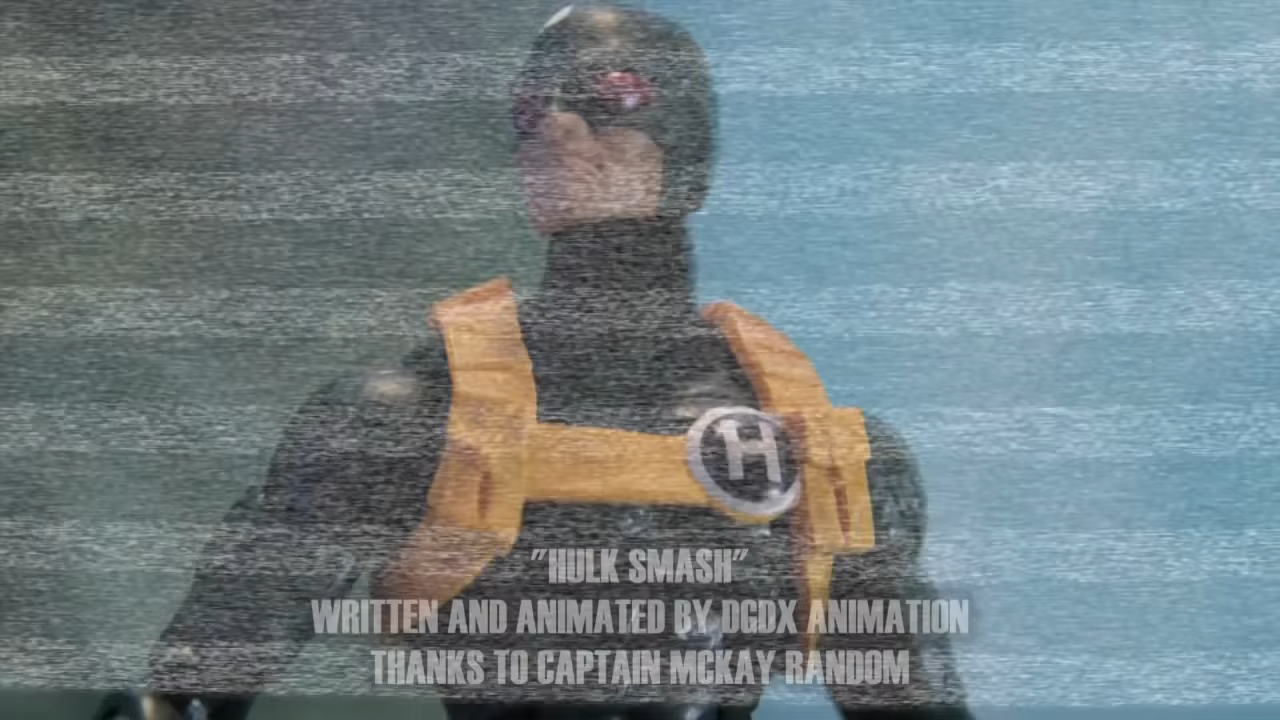 H
"HULK SMASH"
WRITTEN AND ANIMATED BY DGDX ANIMATION
THANKS TO CAPTAIN MCKAY RANDOM